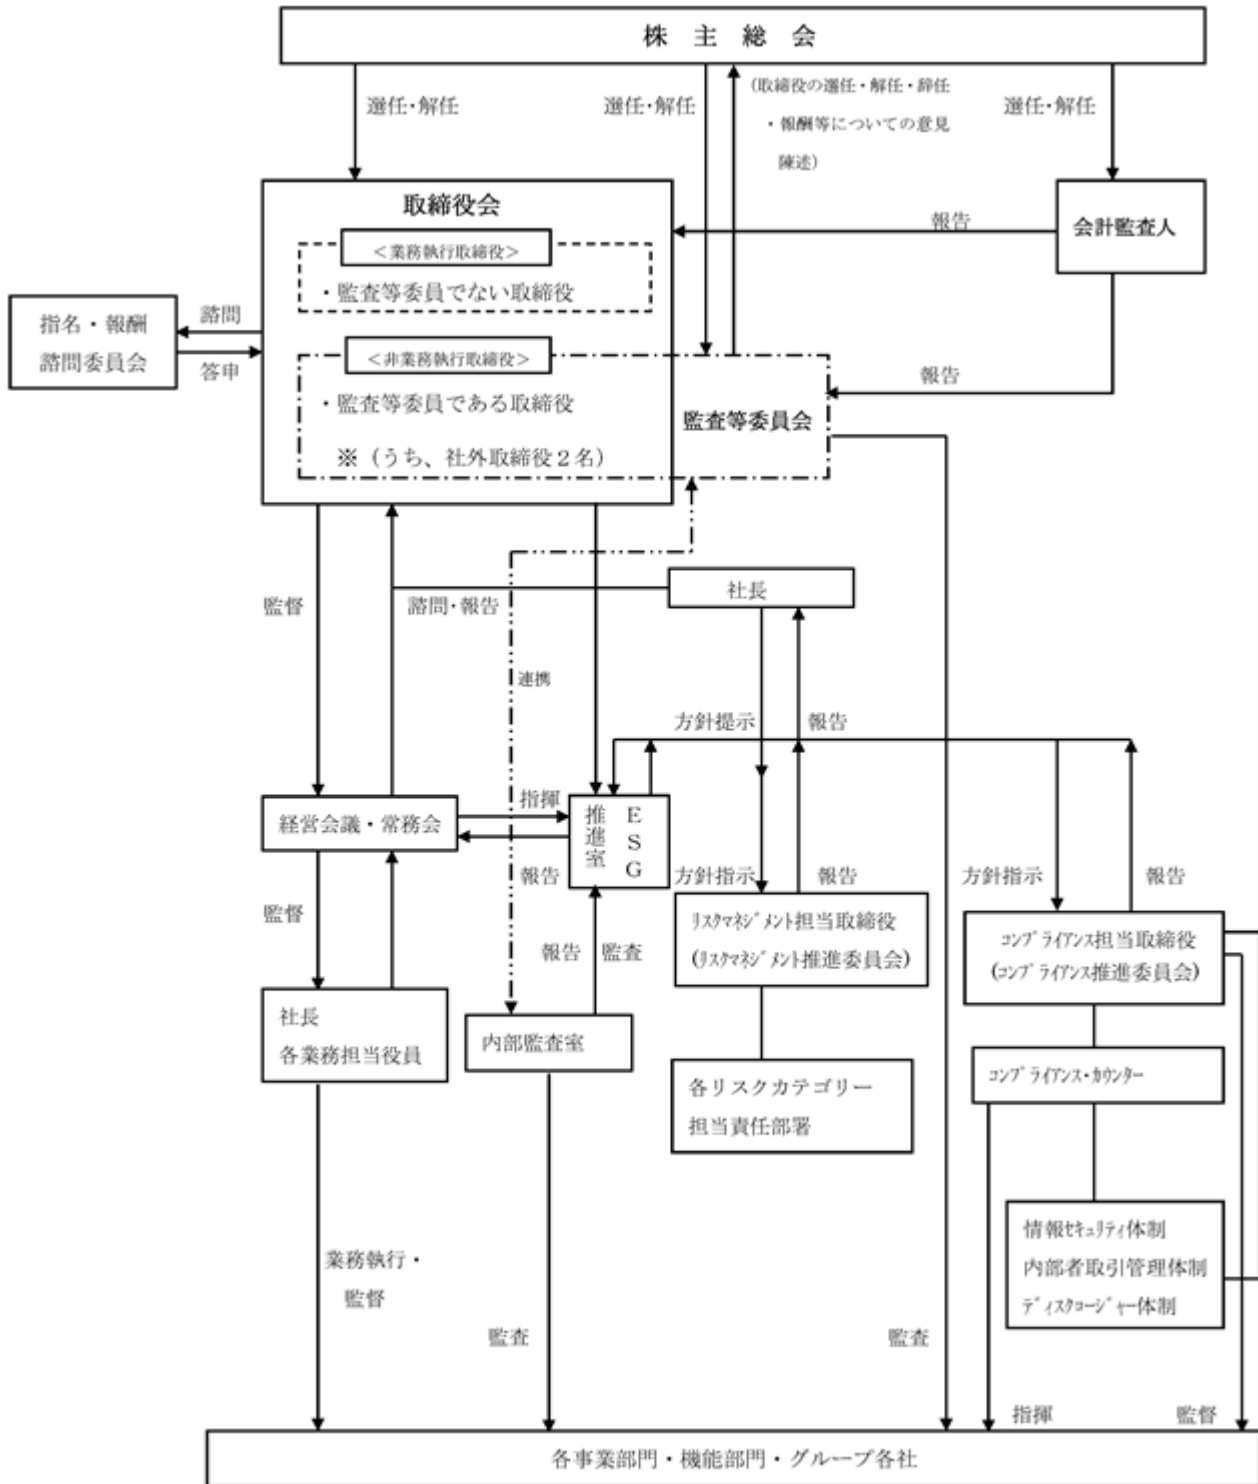 株 主 総 会
選任・解任
選任・解任
(取締役の選任・解任・辞任
・報酬等についての意見
陳述)
選任・解任
取締役会
＜業務執行取締役＞
・監査等委員でない取締役
報告
会計監査人
指名・報酬
諮問委員会
諮問
答申
＜非業務執行取締役＞
・監査等委員である取締役
※（うち、社外取締役２名）
監査等委員会
報告
監督
諮問・報告
社長
連携
方針提示
報告
経営会議・常務会
指揮
報告
ＥＳＧ
推進室
方針指示
報告
方針指示
報告
監督
報告
監査
ﾘｽｸﾏﾈｼﾞﾒﾝﾄ担当取締役
(ﾘｽｸﾏﾈｼﾞﾒﾝﾄ推進委員会)
ｺﾝﾌﾟﾗｲｱﾝｽ担当取締役
(ｺﾝﾌﾟﾗｲｱﾝｽ推進委員会)
社長
各業務担当役員
内部監査室
各リスクカテゴリー
担当責任部署
ｺﾝﾌﾟﾗｲｱﾝｽ・ｶｳﾝﾀｰ
情報ｾｷｭﾘﾃｨ体制
内部者取引管理体制
ﾃﾞｨｽｸﾛｰｼﾞｬｰ体制
業務執行・
監督
監査
監査
指揮
監督
各事業部門・機能部門・グループ各社